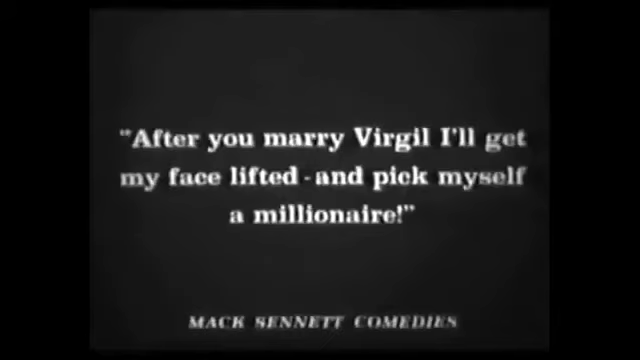 "After you marry Virgil I'll get
my face lifted - and pick myself
a millionaire!"
MACK SENNETT COMEDIES